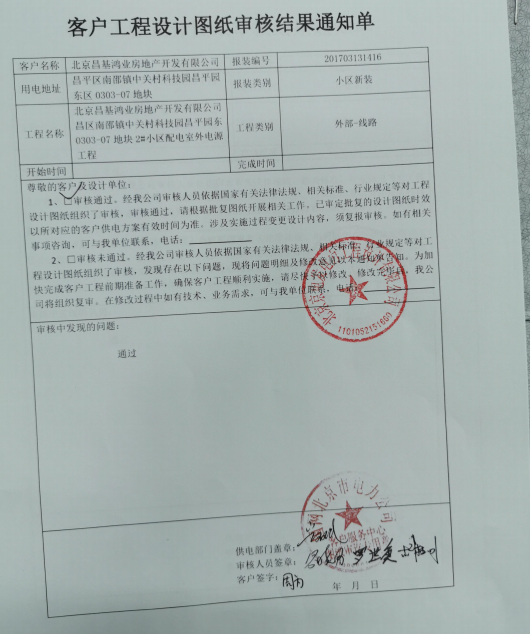 客户工程设计图纸审核结果通知单
客户名称 北京昌基鸿业房地产开发有限公司 报装编号 201703131416
用电地址 昌平区南邵镇中关村科技园昌平园
东区 0303-07 地块 报装类别 小区新装
工程名称 北京昌基鸿业房地产开发有限公司
昌区南邵镇中关村科技园昌平园东
0303-07 地块 2#小区配电室外电源
工程 工程类别 外部-线路
开始时间 完成时间
尊敬的客户及设计单位:
1、□审核通过。经我公司审核人员依据国家有关法律法规、相关标准、行业规定等对工程
设计图纸组织了审核,审核通过,请根据批复图纸开展相关工作。已审定批复的设计图纸时效
以所对应的客户供电方案有效时间为准。涉及实施过程变更设计内容,须复报审核。如有相关
事项咨询,可与我单位联系,电话:
2、□审核未通过。经我公司审核人员依据国家有关法律法规、相关标准、行业规定等对工
程设计图纸组织了审核,发现存在以下问题,现将问题明细及修改意见以本通知单告知。为加
快完成客户工程前期准备工作,确保客户工程顺利实施,请尽快予以修改。修改完毕后,我公
司将组织复审。在修改过程中如有技术、业务需求,可与我单位联系,电话:
1101052151600
审核中发现的问题:
通过
国网北京市电力公司
供电部门盖章:
审核人员签章:
客户签字:
年 月 日